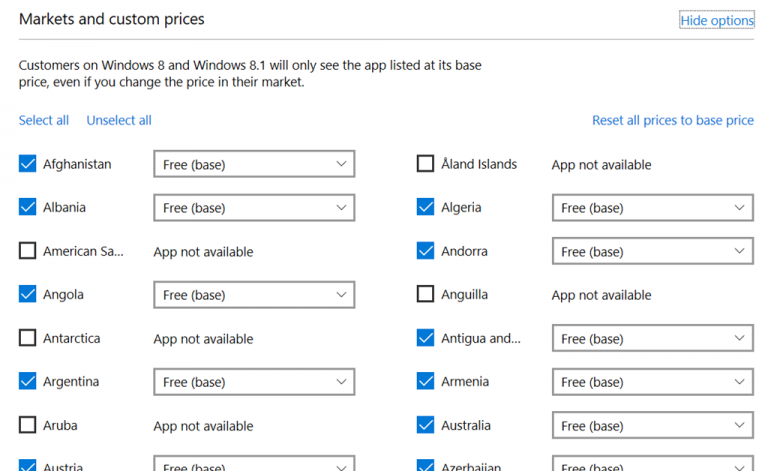 Markets and custom prices
Hide options
Customers on Windows 8 and Windows 8.1 will only see the app listed at its base
price, even if you change the price in their market.
Select all
Unselect all
Reset all prices to base price
Afghanistan
Free (base)
Åland Islands
App not available
Albania
Free (base)
Algeria
Free (base)
American Sa...
App not available
Andorra
Free (base)
Angola
Free (base)
Anguilla
App not available
Antarctica
App not available
Antigua and...
Free (base)
Argentina
Free (base)
Armenia
Free (base)
Aruba
App not available
Australia
Free (base)
Austria
Free (base)
Azerbaijan
Free (base)